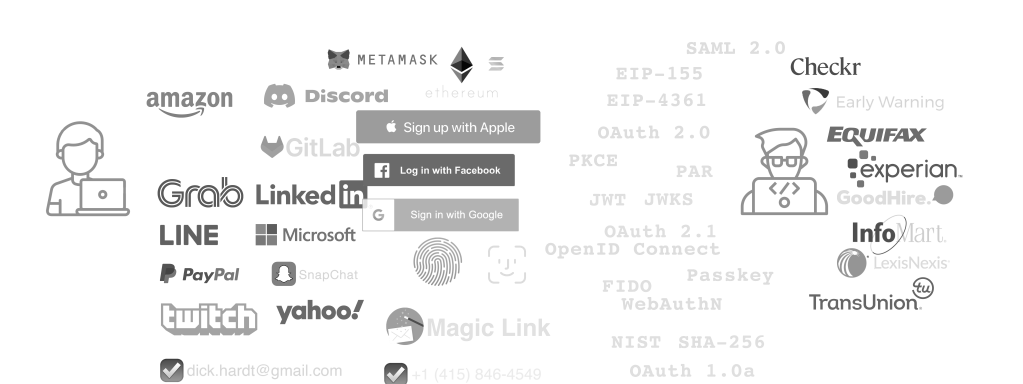 METAMASK
ethereum
amazon
Discord
Sign up with Apple
GitLab
Log in with Facebook
G Sign in with Google
Grab
Linked in
LINE
Microsoft
PayPal
SnapChat
twitch
yahoo!
Magic Link
dick.hardt@gmail.com
+1 (415) 846-4549
SAML 2.0
EIP-155
EIP-4361
OAuth 2.0
PKCE
PAR
JWT JWKS
OAuth 2.1
OpenID Connect
Passkey
FIDO
WebAuthN
NIST SHA-256
OAuth 1.0a
Checkr
Early Warning
EQUIFAX
experian.
GoodHire.
InfoMart.
LexisNexis
tu
TransUnion.